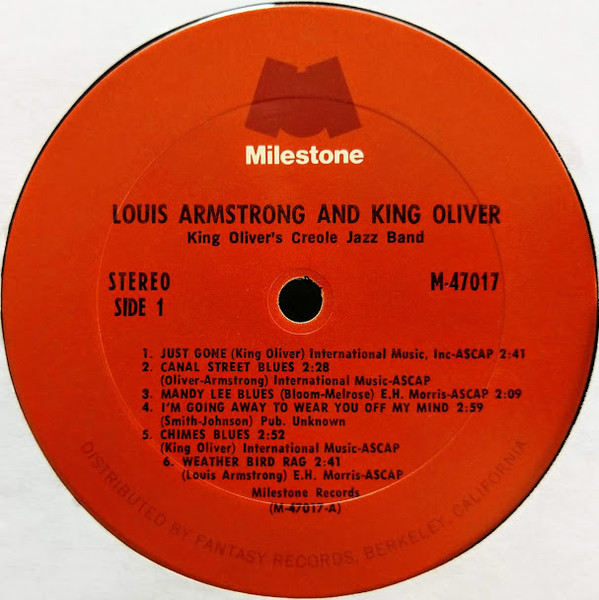 Milestone
LOUIS ARMSTRONG AND KING OLIVER
King Oliver's Creole Jazz Band
STEREO
SIDE 1
M-47017
1. JUST GONE (King Oliver) International Music, Inc-ASCAP 2:41
2. CANAL STREET BLUES 2:28
(Oliver-Armstrong) International Music-ASCAP
3. MANDY LEE BLUES (Bloom-Melrose) E.H. Morris-ASCAP 2:09
4. I'M GOING AWAY TO WEAR YOU OFF MY MIND 2:59
(Smith-Johnson) Pub. Unknown
5. CHIMES BLUES 2:52
(King Oliver) International Music-ASCAP
6. WEATHER BIRD RAG 2:41
(Louis Armstrong) E.H. Morris-ASCAP
Milestone Records
(M-47017-A)
DISTRIBUTED BY FANTASY RECORDS, BERKELEY, CALIFORNIA